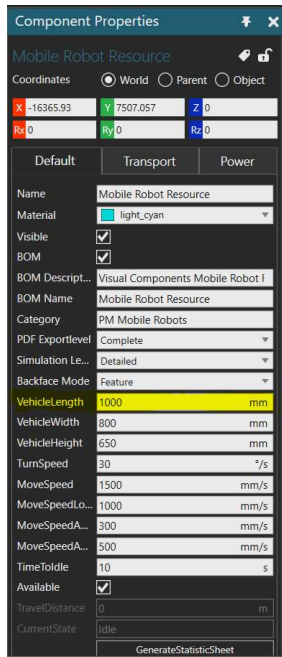 Component Properties
Mobile Robot Resource
Coordinates World Parent Object
X -16365.93 Y 7507.057 Z 0
Rx 0 Ry 0 Rz 0
Default Transport Power
Name Mobile Robot Resource
Material light_cyan
Visible
BOM
BOM Descript... Visual Components Mobile Robot F
BOM Name Mobile Robot Resource
Category PM Mobile Robots
PDF Exportlevel Complete
Simulation Le... Detailed
Backface Mode Feature
VehicleLength 1000 mm
VehicleWidth 800 mm
VehicleHeight 650 mm
TurnSpeed 30 °/s
MoveSpeed 1500 mm/s
MoveSpeedLo... 1000 mm/s
MoveSpeedA... 300 mm/s
MoveSpeedA... 500 mm/s
TimeToIdle 10 s
Available
TravelDistance 0 m
CurrentState Idle
GenerateStatisticSheet